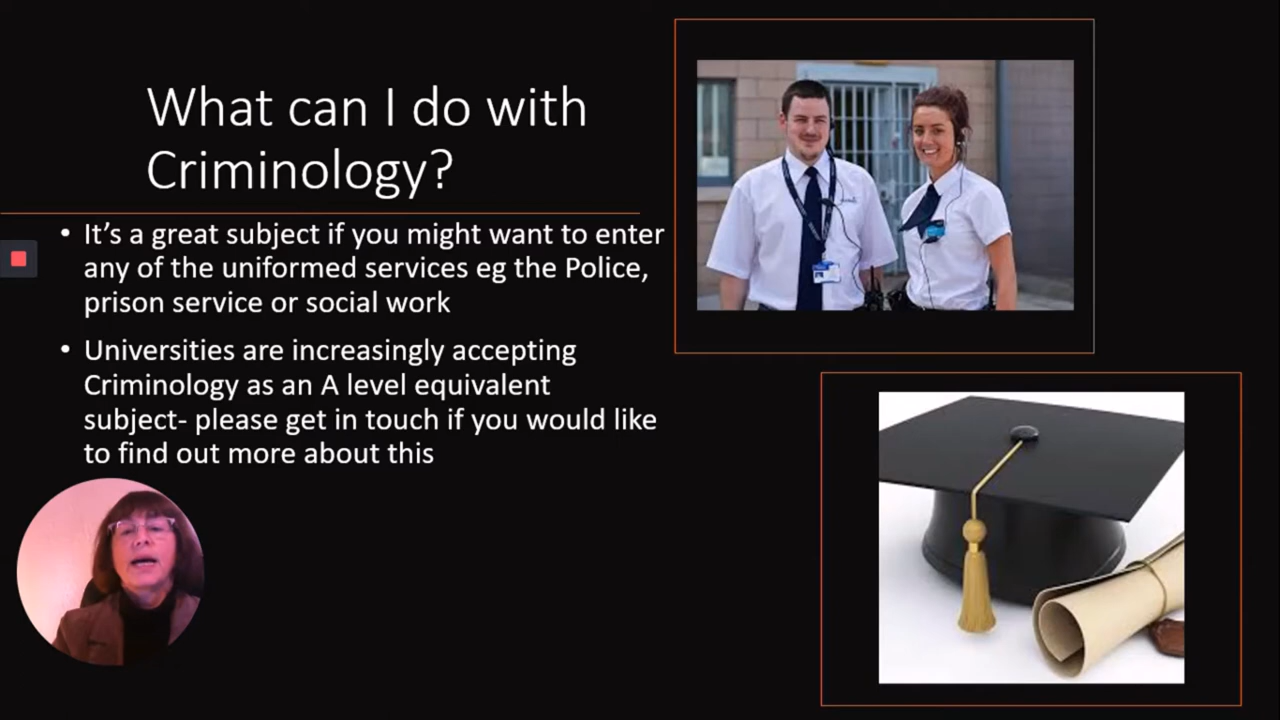 What can I do with
Criminology?
• It's a great subject if you might want to enter
any of the uniformed services eg the Police,
prison service or social work
• Universities are increasingly accepting
Criminology as an A level equivalent
subject- please get in touch if you would like
to find out more about this